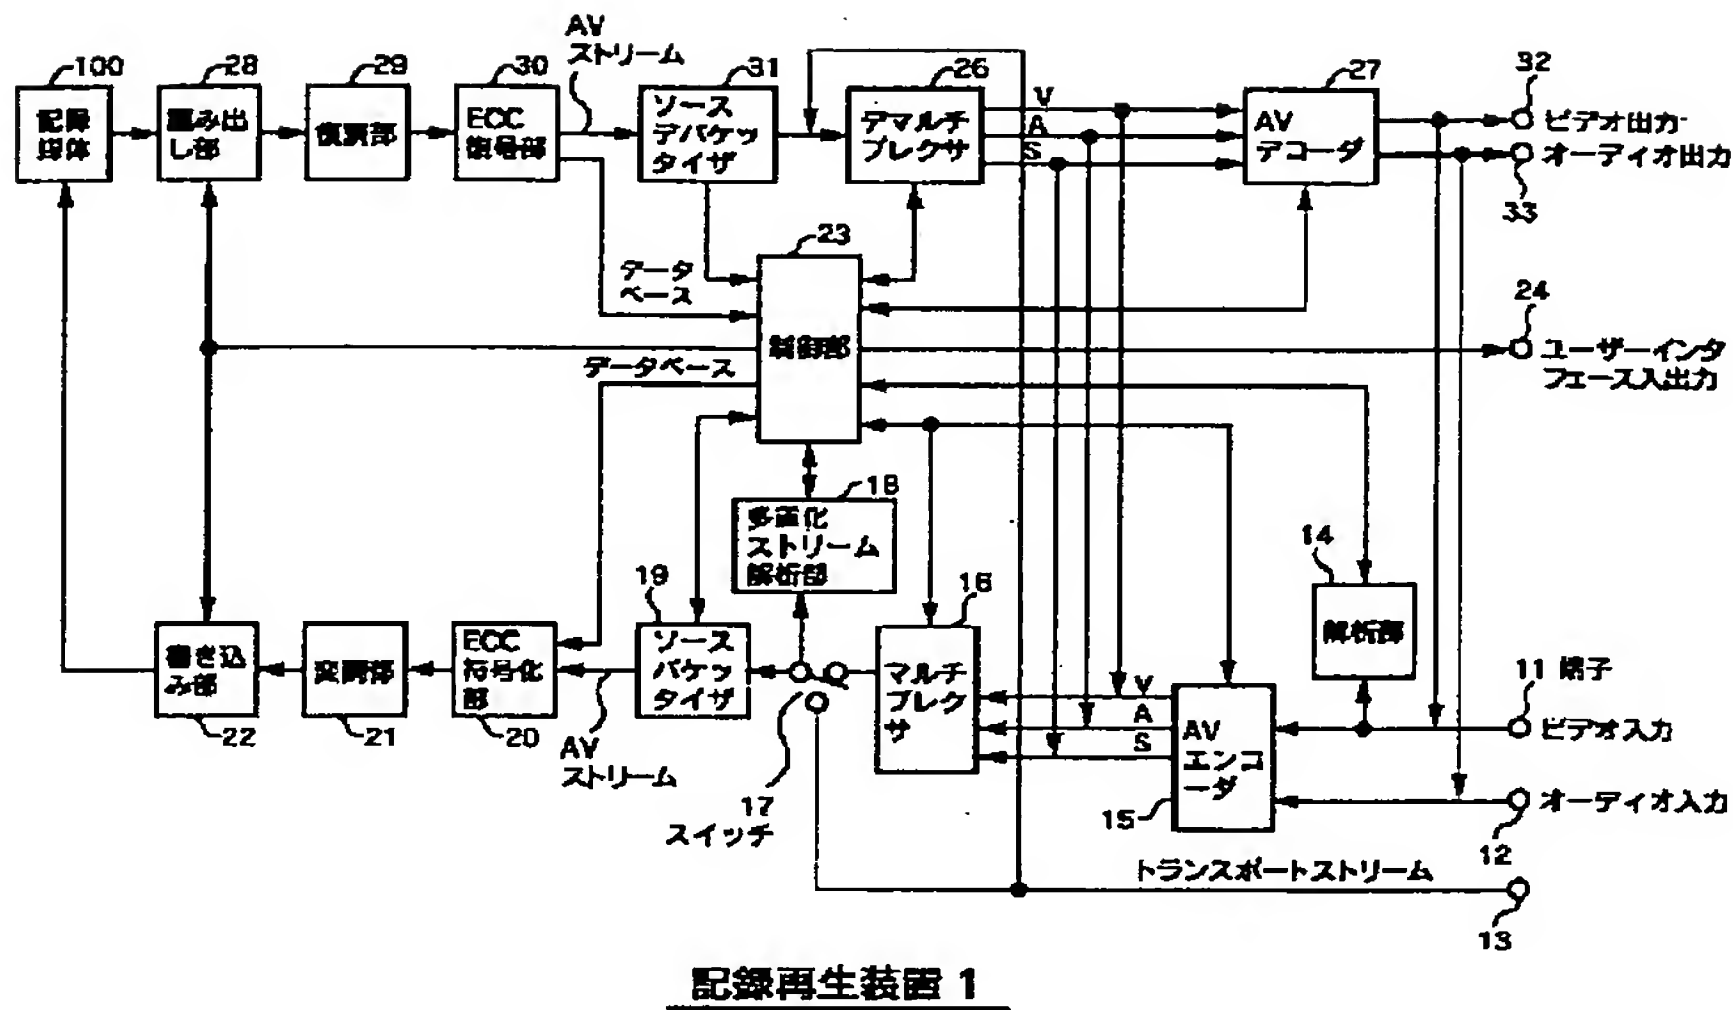 AV
ストリーム
100
28
29
30
31
26
27
32
記録
媒体
読み出
し部
復調部
ECC
復号部
ソース
デパケッ
タイザ
デマルチ
プレクサ
V
A
S
AV
デコーダ
ビデオ出力
オーディオ出力
33
23
データ
ベース
制御部
24
ユーザーインタ
フェース入出力
データベース
18
多重化
ストリーム
解析部
14
解析部
19
16
書き込
み部
変調部
ECC
符号化
部
ソース
パケッ
タイザ
マルチ
プレク
サ
V
A
S
AV
エンコ
ーダ
11 端子
ビデオ入力
22
21
20
AV
ストリーム
17
スイッチ
15
オーディオ入力
12
トランスポートストリーム
13
記録再生装置 1